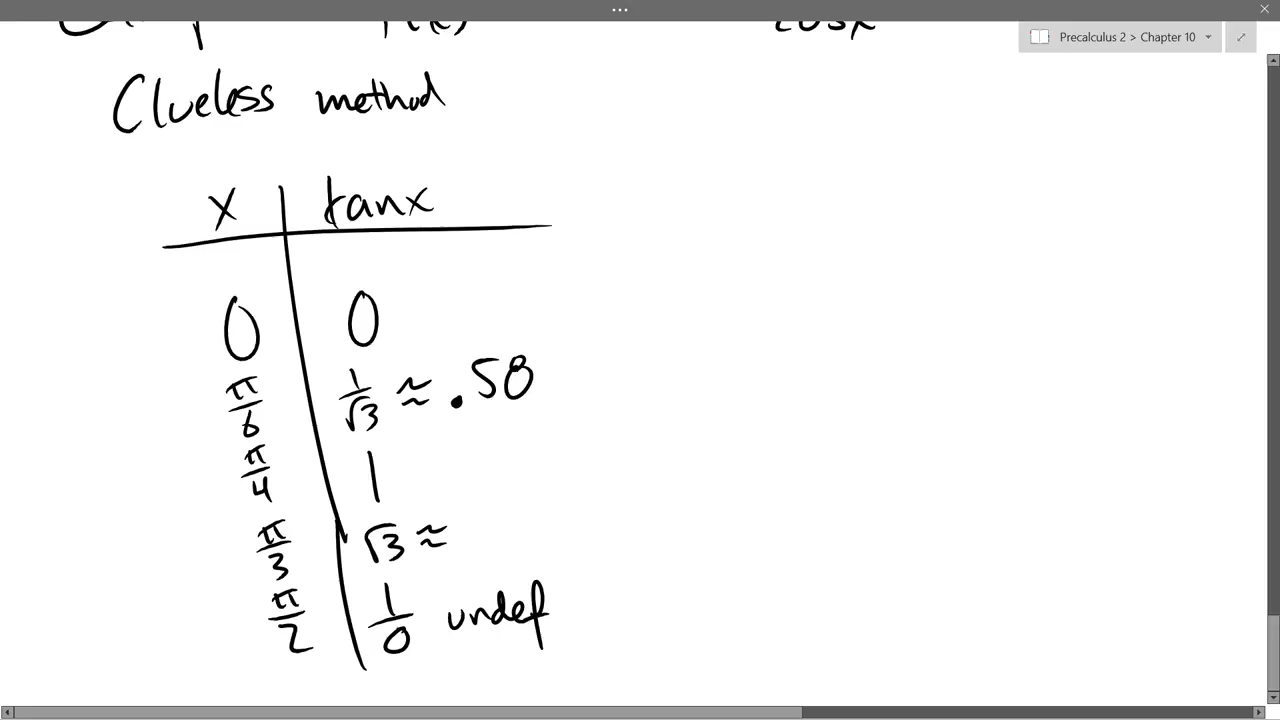 Precalculus 2 > Chapter 10
Clueless method
x tanx
0 0
π/6 1/√3 ≈ .58
π/4 1
π/3 √3 ≈
π/2 1/0 undef